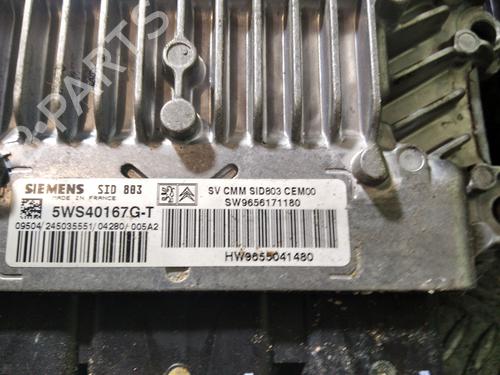 SIEMENS SID 803
MADE IN FRANCE
5WS40167G-T
09504/245035551/04280/005A2
SV CMM SID803 CEM00
SW9656171180
HW9655041480